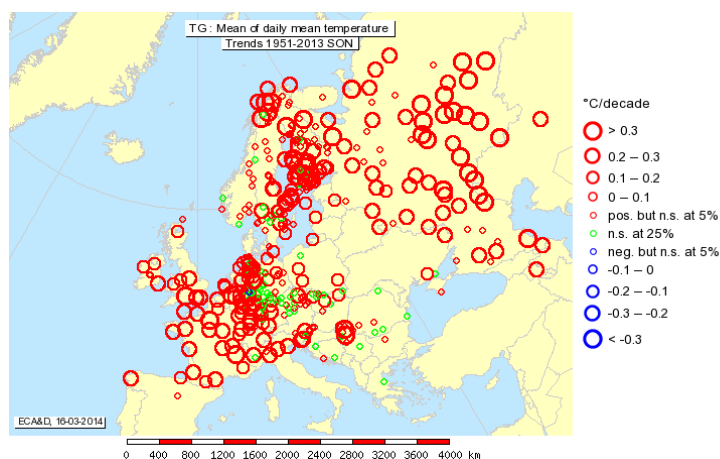 TG : Mean of daily mean temperature
Trends 1951-2013 SON
°C/decade
> 0.3
0.2 – 0.3
0.1 – 0.2
0 – 0.1
pos. but n.s. at 5%
n.s. at 25%
neg. but n.s. at 5%
-0.1 – 0
-0.2 – -0.1
-0.3 – -0.2
< -0.3
ECA&D, 16-03-2014
0 400 800 1200 1600 2000 2400 2800 3200 3600 4000 km